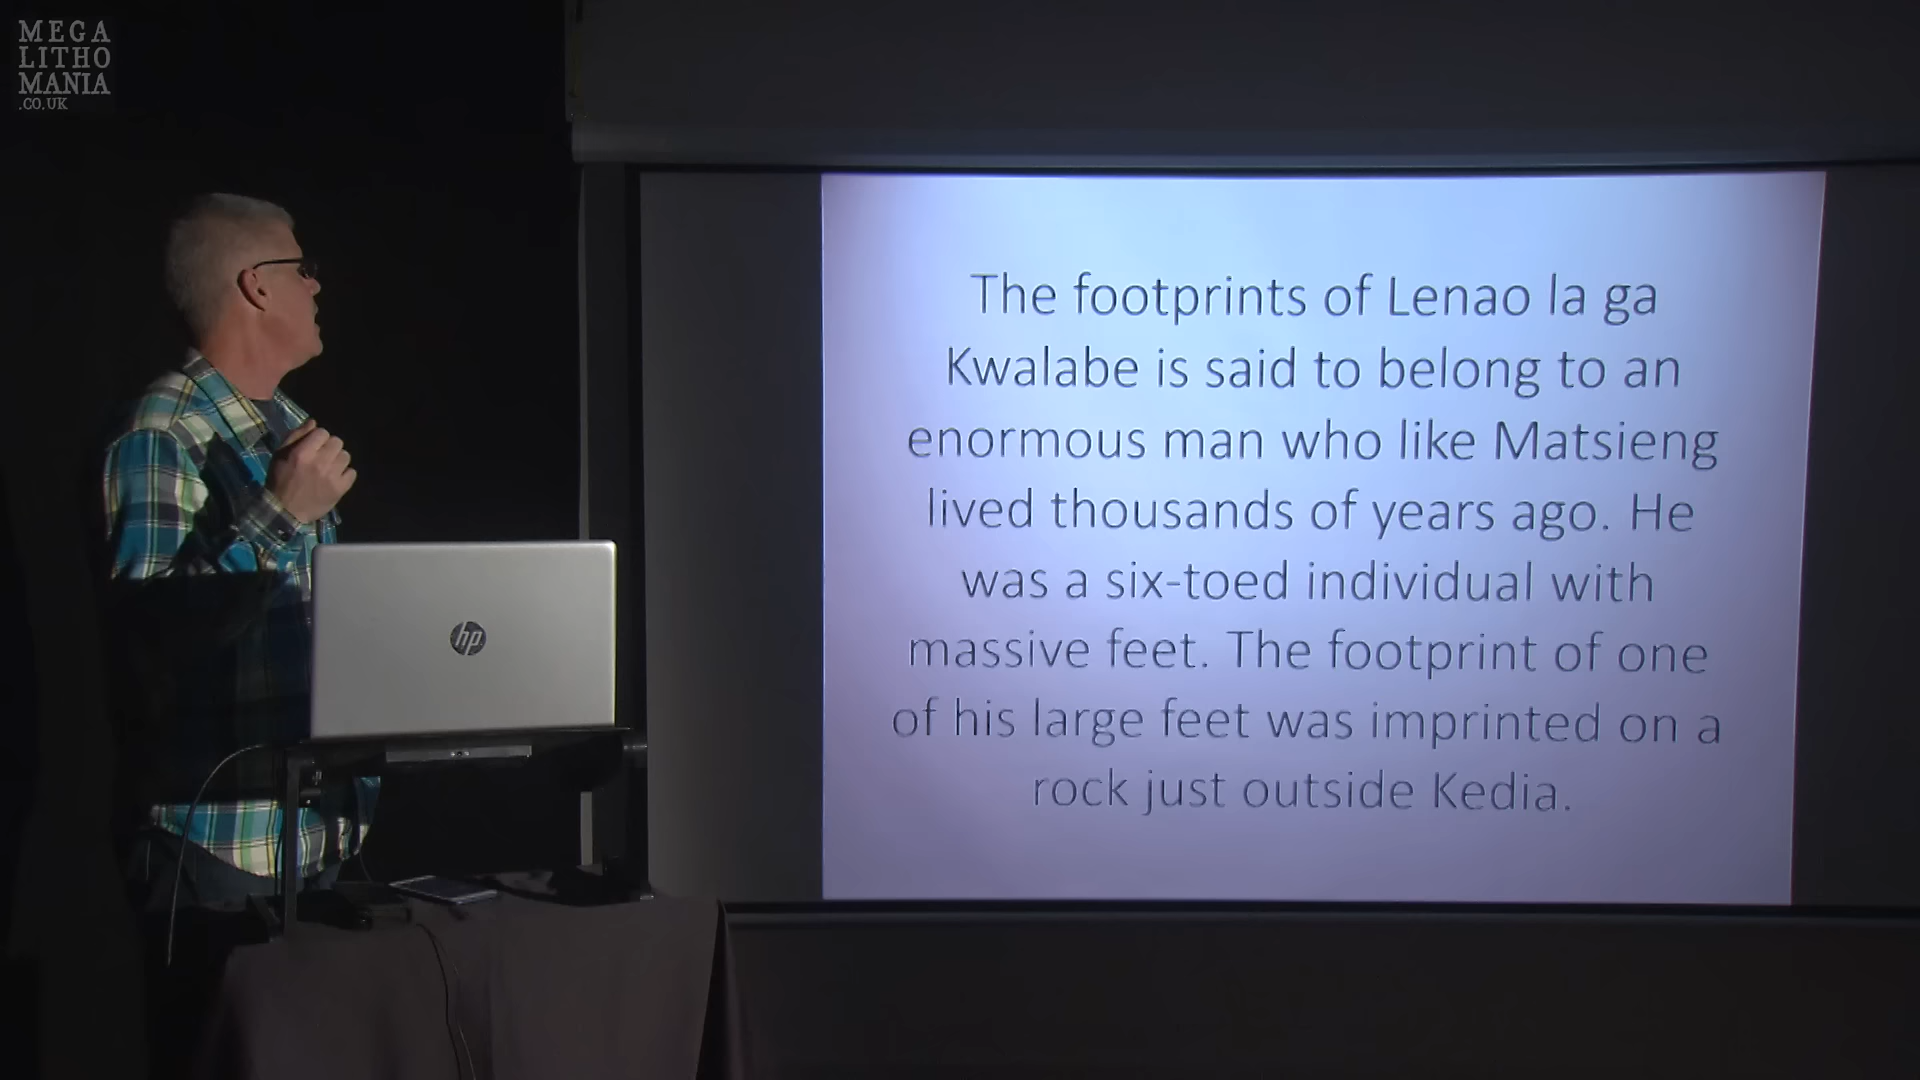 MEGA
LITHO
MANIA
.CO.UK
The footprints of Lenao la ga
Kwalabe is said to belong to an
enormous man who like Matsieng
lived thousands of years ago. He
was a six-toed individual with
massive feet. The footprint of one
of his large feet was imprinted on a
rock just outside Kedia.
hp